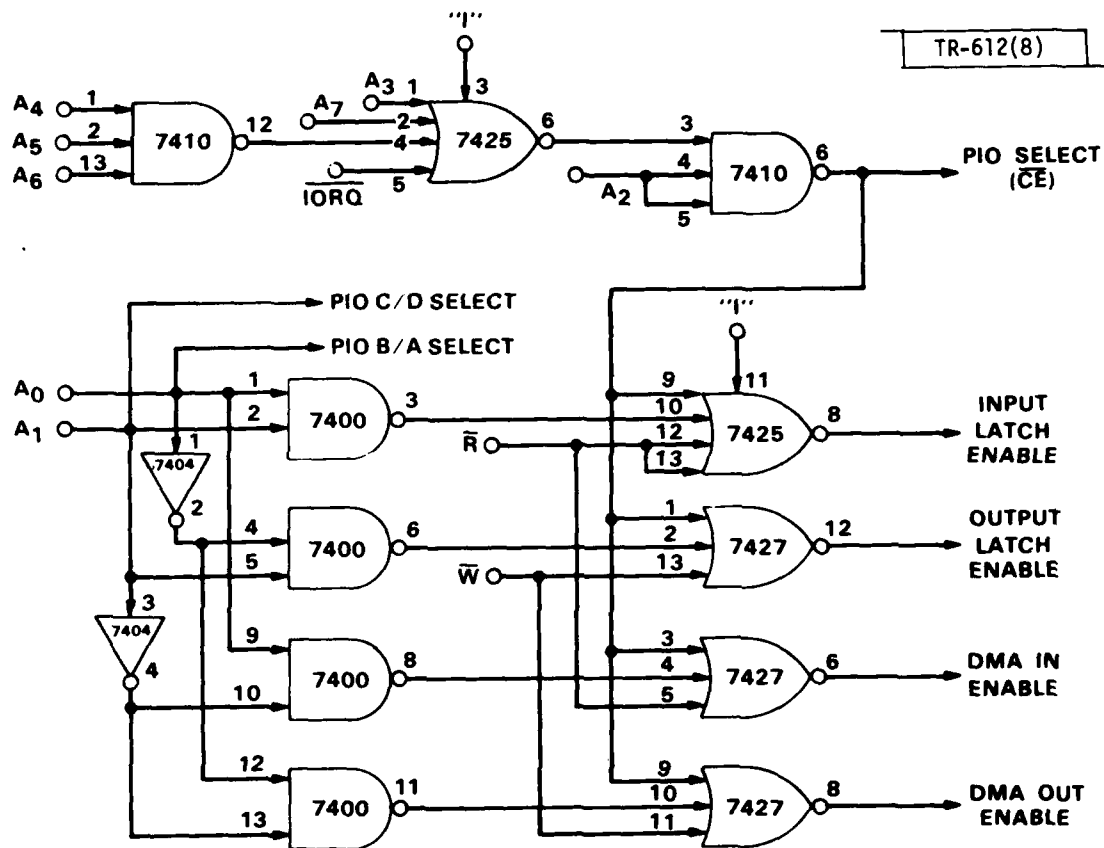 "1"
TR-612(8)
A4 1
A5 2
A6 13
7410
12
A3 1
A7 2
4
I̅O̅R̅Q̅ 5
3
7425
6
3
A2 4
5
7410
6
PIO SELECT
(C̅E̅)
PIO C/D SELECT
PIO B/A SELECT
"1"
A0
A1
1
2
7400
3
1
7404
2
R̅
9
10
12
13
11
7425
8
INPUT
LATCH
ENABLE
4
5
7400
6
W̅
1
2
13
7427
12
OUTPUT
LATCH
ENABLE
3
7404
4
9
10
7400
8
3
4
5
7427
6
DMA IN
ENABLE
12
13
7400
11
9
10
11
7427
8
DMA OUT
ENABLE